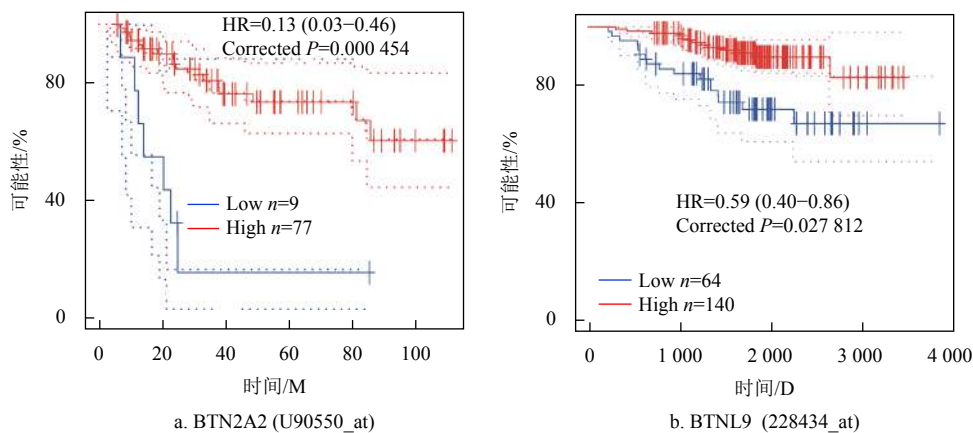 HR=0.13 (0.03−0.46)
Corrected P=0.000 454
80
40
0
可能性/%
Low n=9
High n=77
0 20 40 60 80 100
时间/M
a. BTN2A2 (U90550_at)
80
40
0
可能性/%
HR=0.59 (0.40−0.86)
Corrected P=0.027 812
Low n=64
High n=140
0 1 000 2 000 3 000 4 000
时间/D
b. BTNL9 (228434_at)